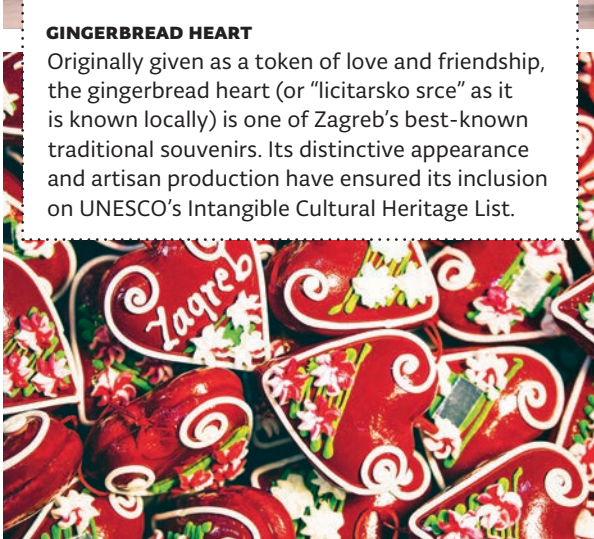 GINGERBREAD HEART
Originally given as a token of love and friendship,
the gingerbread heart (or “licitarsko srce” as it
is known locally) is one of Zagreb’s best-known
traditional souvenirs. Its distinctive appearance
and artisan production have ensured its inclusion
on UNESCO’s Intangible Cultural Heritage List.
Zagreb